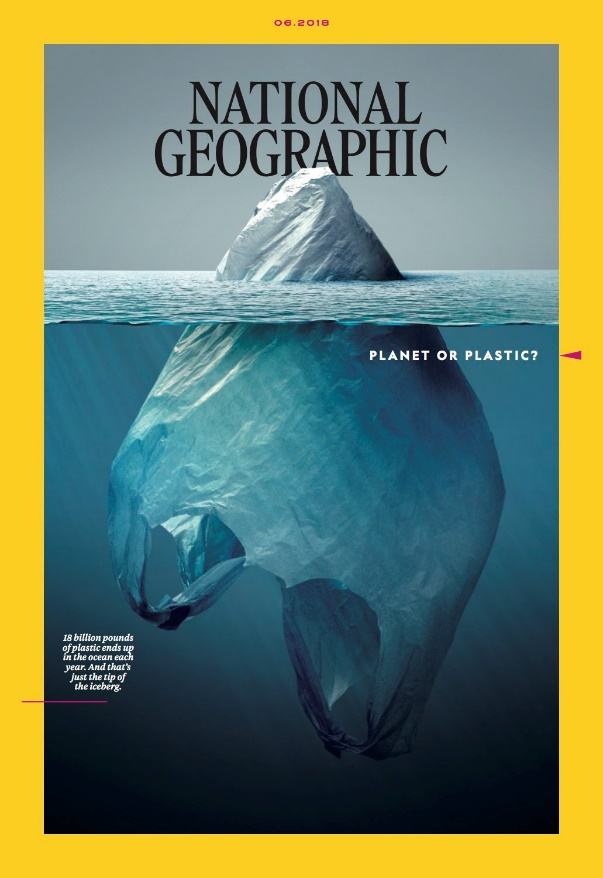 06.2018
NATIONAL
GEOGRAPHIC
PLANET OR PLASTIC?
18 billion pounds
of plastic ends up
in the ocean each
year. And that's
just the tip of
the iceberg.